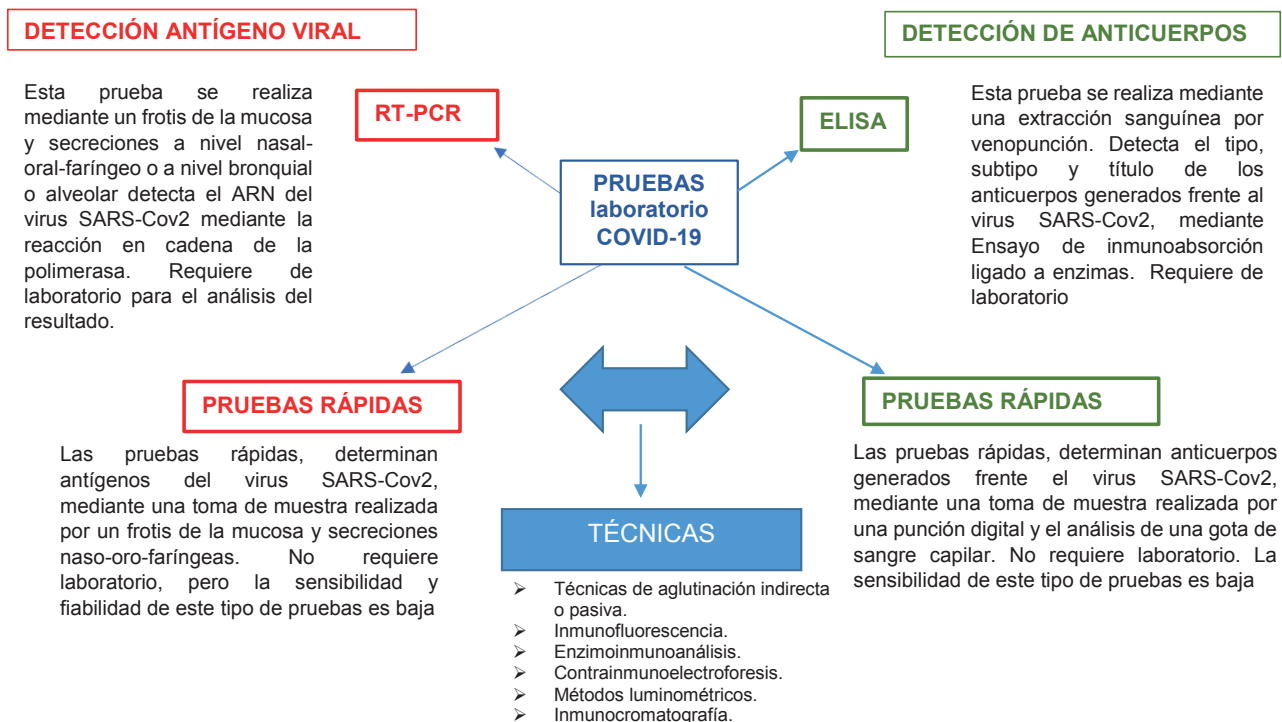 DETECCIÓN ANTÍGENO VIRAL
Esta prueba se realiza
mediante un frotis de la mucosa
y secreciones a nivel nasal-
oral-faríngeo o a nivel bronquial
o alveolar detecta el ARN del
virus SARS-Cov2 mediante la
reacción en cadena de la
polimerasa. Requiere de
laboratorio para el análisis del
resultado.
RT-PCR
PRUEBAS
laboratorio
COVID-19
ELISA
DETECCIÓN DE ANTICUERPOS
Esta prueba se realiza mediante
una extracción sanguínea por
venopunción. Detecta el tipo,
subtipo y título de los
anticuerpos generados frente al
virus SARS-Cov2, mediante
Ensayo de inmunoabsorción
ligado a enzimas. Requiere de
laboratorio
PRUEBAS RÁPIDAS
Las pruebas rápidas, determinan
antígenos del virus SARS-Cov2,
mediante una toma de muestra realizada
por un frotis de la mucosa y secreciones
naso-oro-faríngeas. No requiere
laboratorio, pero la sensibilidad y
fiabilidad de este tipo de pruebas es baja
PRUEBAS RÁPIDAS
Las pruebas rápidas, determinan anticuerpos
generados frente el virus SARS-Cov2,
mediante una toma de muestra realizada por
una punción digital y el análisis de una gota de
sangre capilar. No requiere laboratorio. La
sensibilidad de este tipo de pruebas es baja
TÉCNICAS
➢ Técnicas de aglutinación indirecta
o pasiva.
➢ Inmunofluorescencia.
➢ Enzimoinmunoanálisis.
➢ Contrainmunoelectroforesis.
➢ Métodos luminométricos.
➢ Inmunocromatografía.